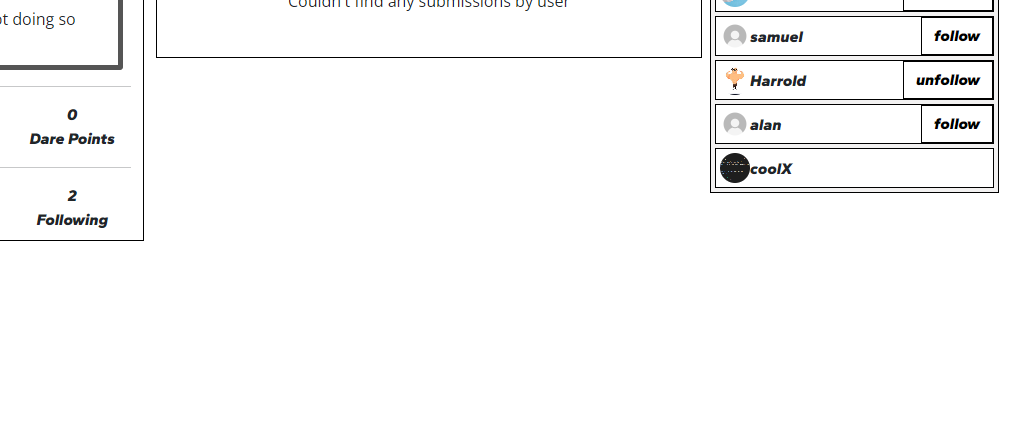 ot doing so
0
Dare Points
2
Following
Couldn't find any submissions by user
samuel
follow
Harrold
unfollow
alan
follow
coolX